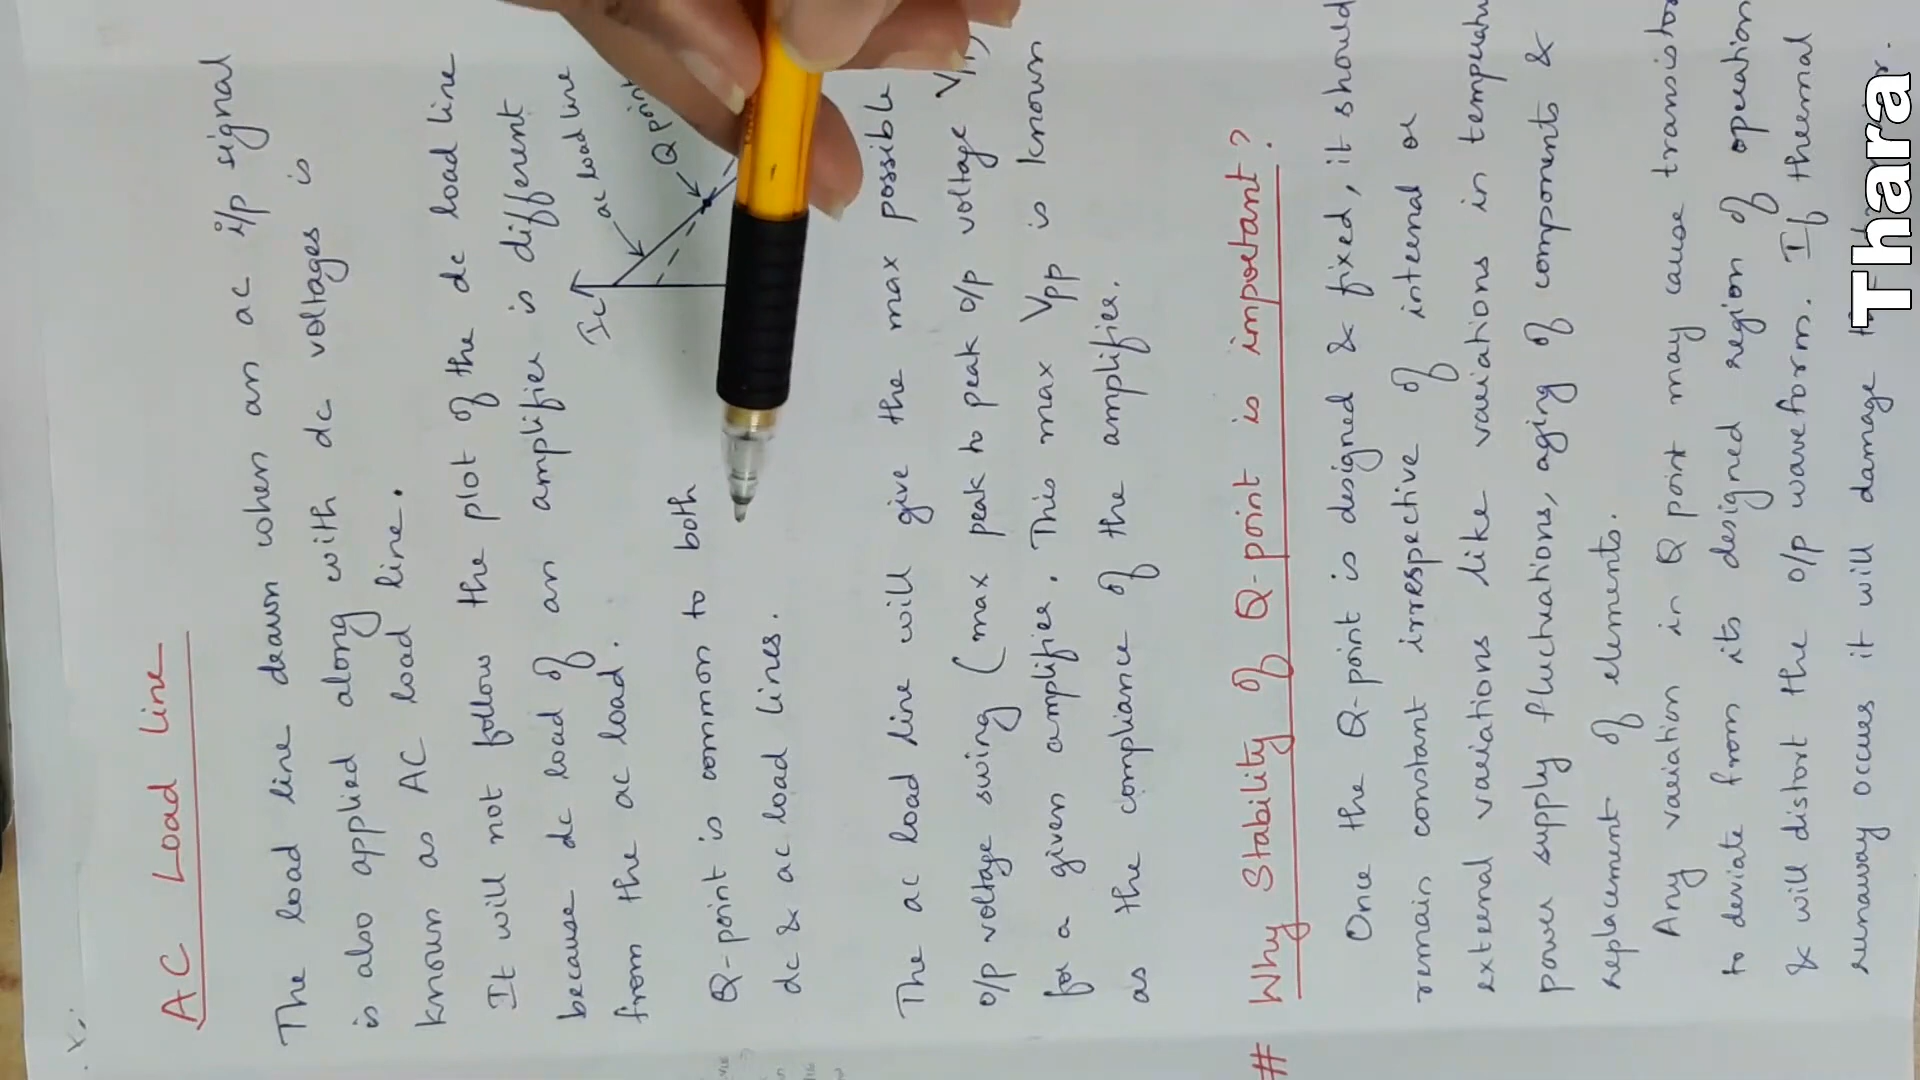 AC Load Line
The load line drawn when an ac i/p signal
is also applied along with dc voltages is
known as AC load line.
It will not follow the plot of the dc load line
because dc load of an amplifier is different
from the ac load.
Ic
ac load line
Q point
Q-point is common to both
dc & ac load lines.
The ac load line will give the max possible
o/p voltage swing (max peak to peak o/p voltage
for a given amplifier. This max Vpp is known
as the compliance of the amplifier.
# Why Stability of Q-point is important?
Once the Q-point is designed & fixed, it should
remain constant irrespective of internal or
external variations like variations in
power supply fluctuations, aging of components &
replacement of elements.
Any variation in Q point may cause transistor
to deviate from its designed region of operation
& will distort the o/p waveform. If thermal
runaway occurs it will damage
Thara